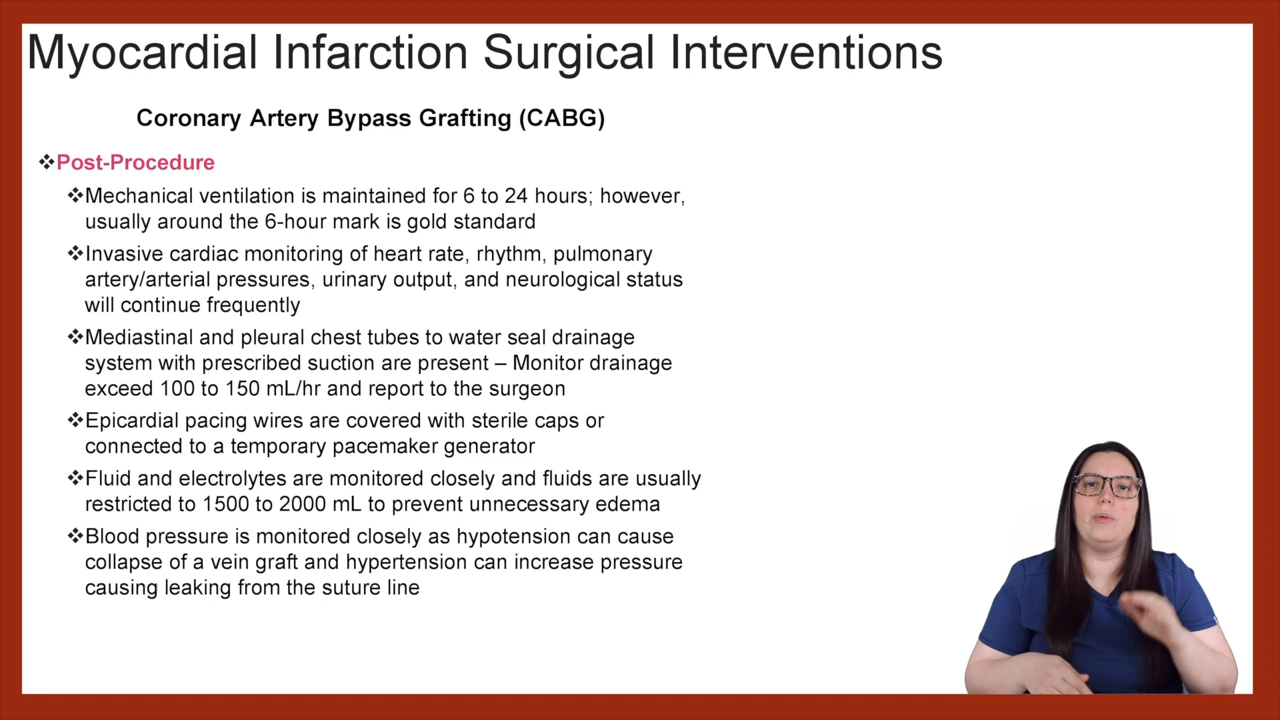 Myocardial Infarction Surgical Interventions
Coronary Artery Bypass Grafting (CABG)
❖Post-Procedure
❖Mechanical ventilation is maintained for 6 to 24 hours; however,
usually around the 6-hour mark is gold standard
❖Invasive cardiac monitoring of heart rate, rhythm, pulmonary
artery/arterial pressures, urinary output, and neurological status
will continue frequently
❖Mediastinal and pleural chest tubes to water seal drainage
system with prescribed suction are present – Monitor drainage
exceed 100 to 150 mL/hr and report to the surgeon
❖Epicardial pacing wires are covered with sterile caps or
connected to a temporary pacemaker generator
❖Fluid and electrolytes are monitored closely and fluids are usually
restricted to 1500 to 2000 mL to prevent unnecessary edema
❖Blood pressure is monitored closely as hypotension can cause
collapse of a vein graft and hypertension can increase pressure
causing leaking from the suture line